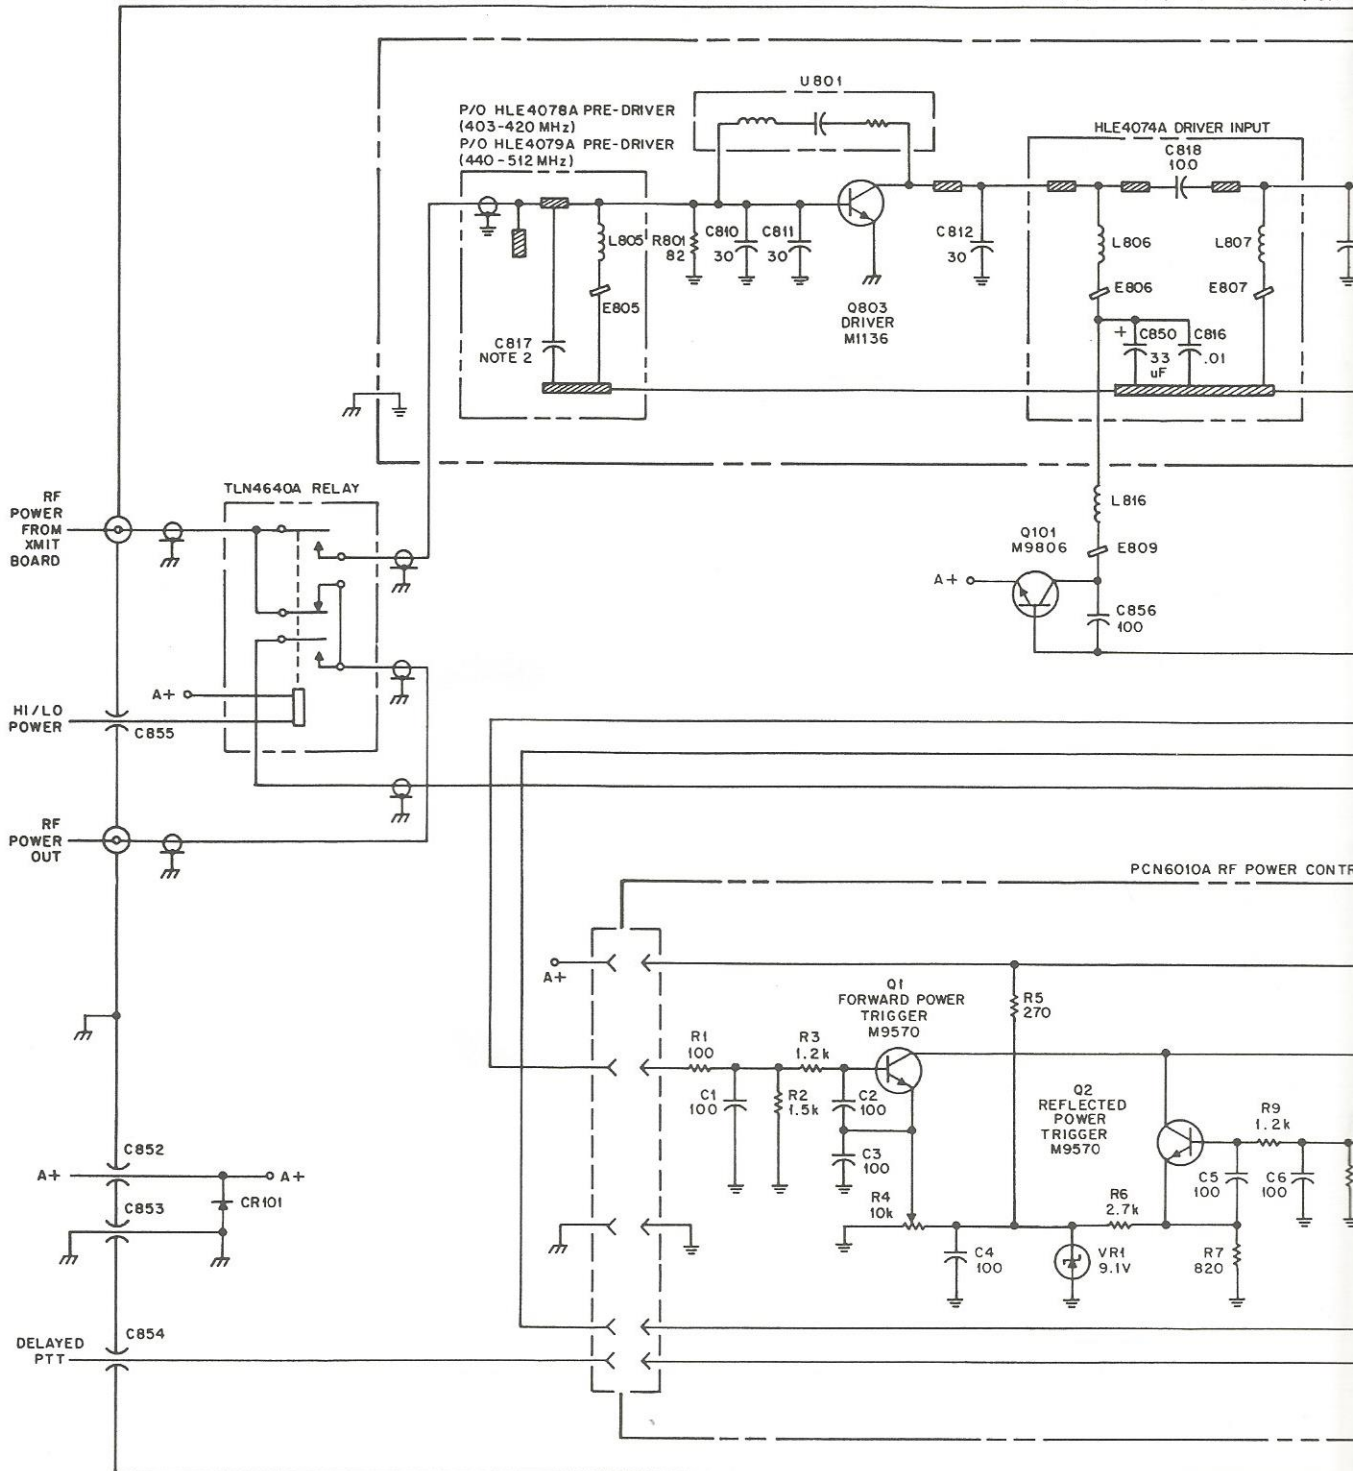 U801
P/O HLE4078A PRE-DRIVER
(403-420 MHz)
P/O HLE4079A PRE-DRIVER
(440-512 MHz)
HLE4074A DRIVER INPUT
C818
100
L805
R801
82
C810
30
C811
30
C812
30
L806
L807
E805
E806
E807
Q803
DRIVER
M1136
C817
NOTE 2
+
C850
33
uF
C816
.01
TLN4640A RELAY
RF
POWER
FROM
XMIT
BOARD
L816
Q101
M9806
E809
A+
C856
100
A+
HI/LO
POWER
C855
RF
POWER
OUT
PCN6010A RF POWER CONTR
A+
Q1
FORWARD POWER
TRIGGER
M9570
R5
270
R1
100
R3
1.2k
C1
100
R2
1.5k
C2
100
Q2
REFLECTED
POWER
TRIGGER
M9570
R9
1.2k
C3
100
C852
A+
A+
CR101
C853
R4
10k
C5
100
C6
100
R6
2.7k
C4
100
VR1
9.1V
R7
820
C854
DELAYED
PTT